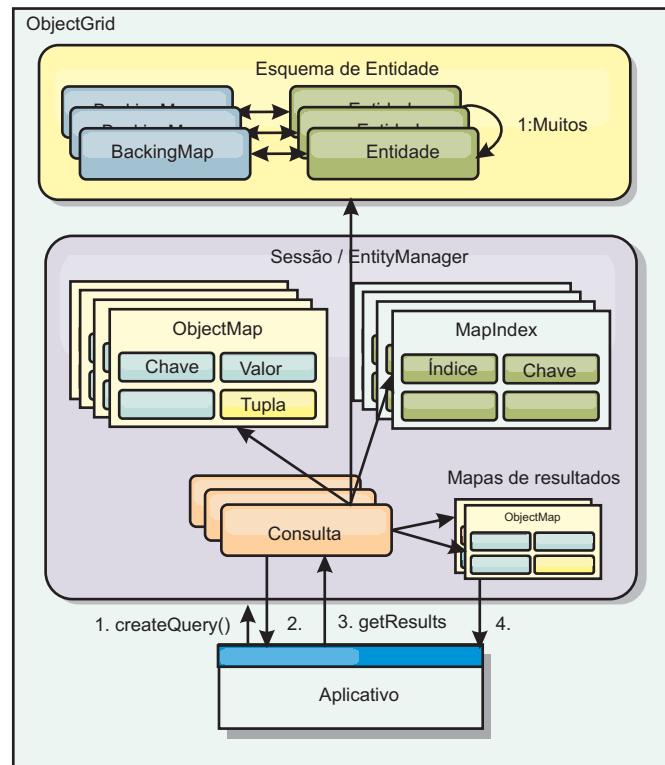 ObjectGrid
Esquema de Entidade
BackingMap
Entidade
1:Muitos
Sessão / EntityManager
ObjectMap
Chave
Valor
Tupla
MapIndex
Índice
Chave
Mapas de resultados
ObjectMap
Consulta
1. createQuery()
2.
3. getResults
4.
Aplicativo